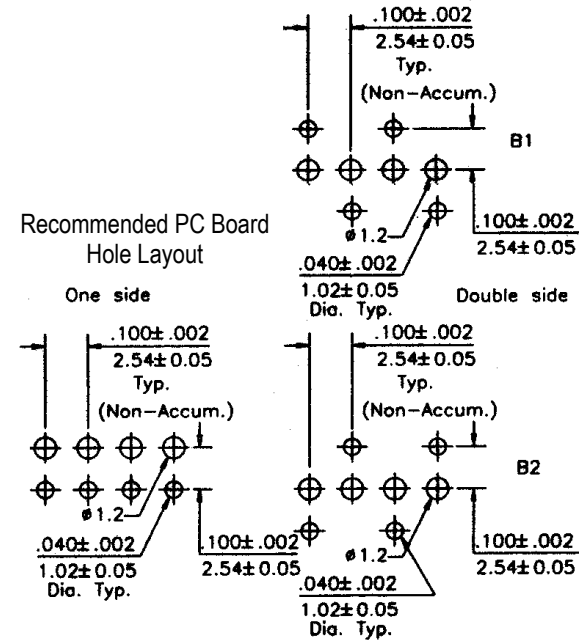 .100±.002
2.54±0.05
Typ.
(Non-Accum.)
B1
ø1.2
.100±.002
2.54±0.05
.040±.002
1.02±0.05
Dia. Typ.
Recommended PC Board
Hole Layout
One side
Double side
.100±.002
2.54±0.05
Typ.
(Non-Accum.)
ø1.2
.040±.002
1.02±0.05
Dia. Typ.
.100±.002
2.54±0.05
.100±.002
2.54±0.05
Typ.
(Non-Accum.)
B2
ø1.2
.100±.002
2.54±0.05
.040±.002
1.02±0.05
Dia. Typ.